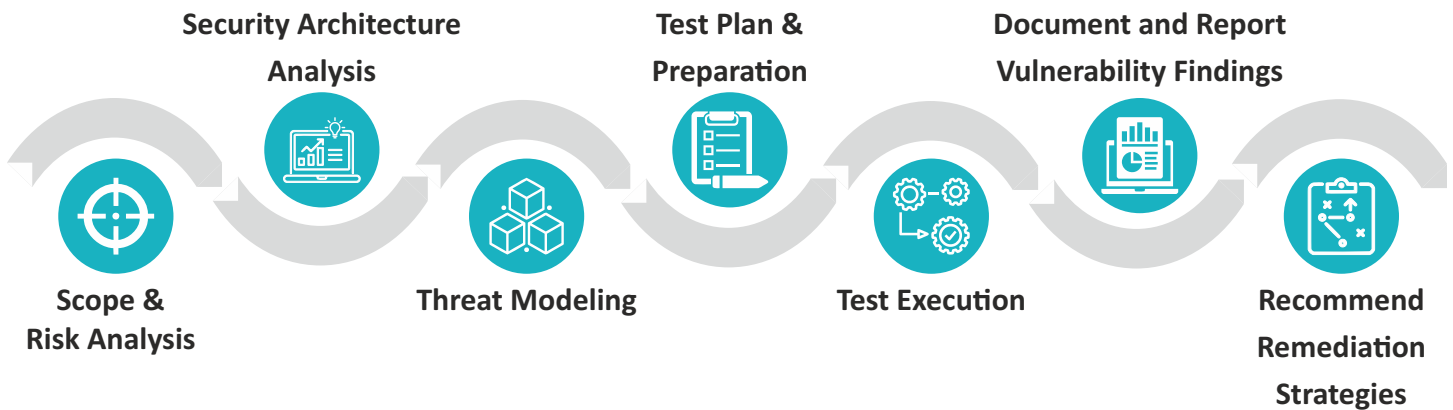 Scope &
Risk Analysis
Security Architecture
Analysis
Threat Modeling
Test Plan &
Preparation
Test Execution
Document and Report
Vulnerability Findings
Recommend
Remediation
Strategies